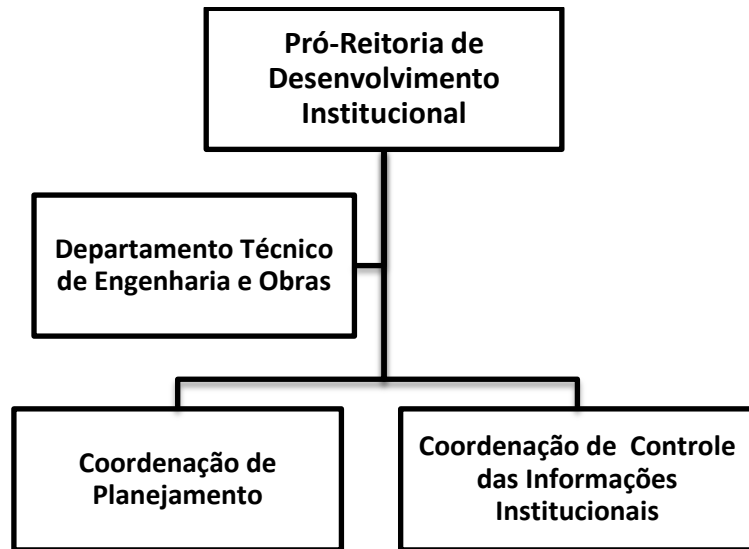 Pró-Reitoria de
Desenvolvimento
Institucional
Departamento Técnico
de Engenharia e Obras
Coordenação de
Planejamento
Coordenação de  Controle
das Informações
Institucionais